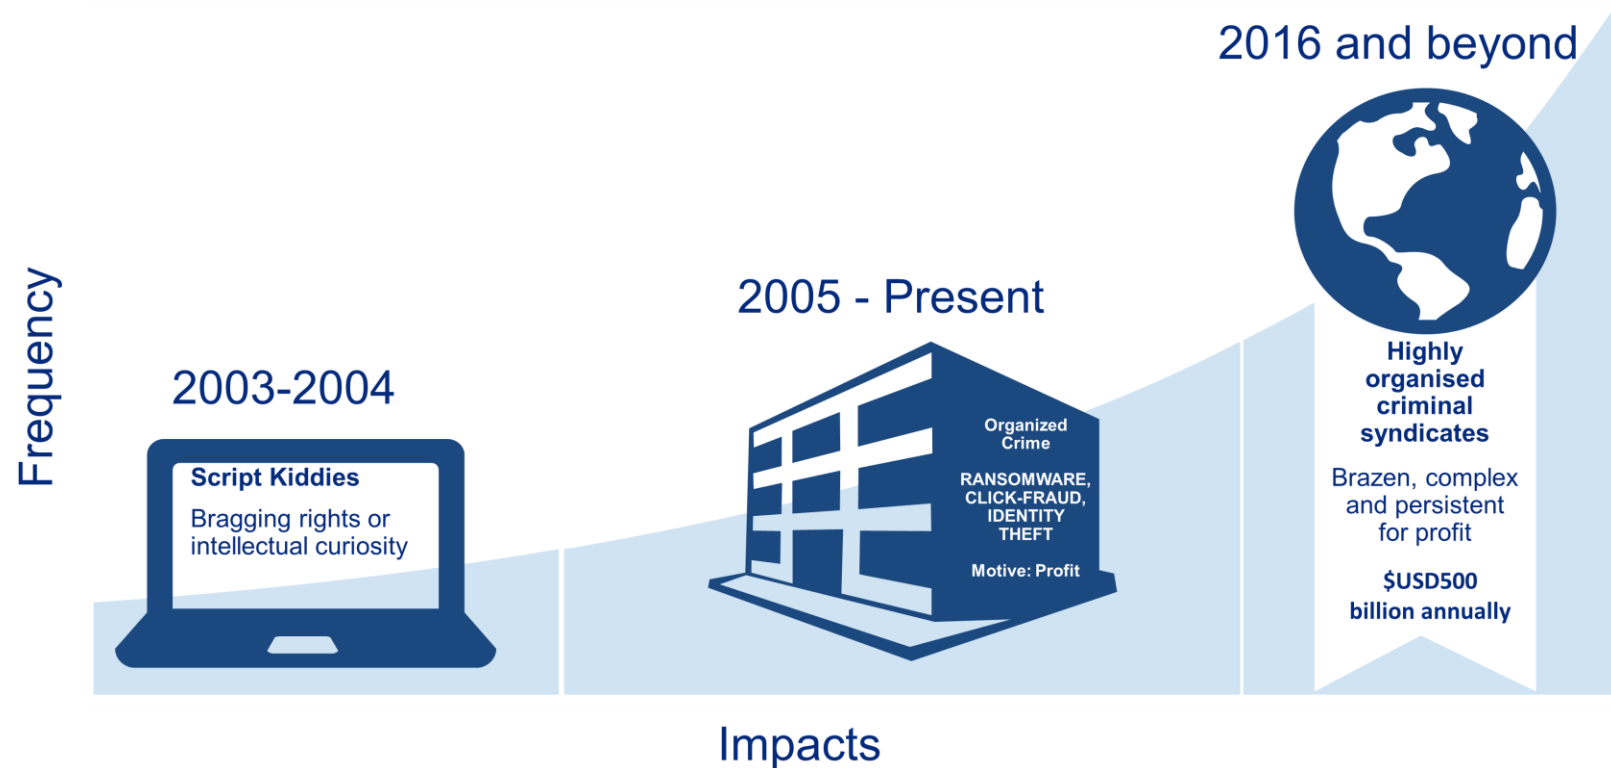 2016 and beyond
2005 - Present
2003-2004
Frequency
Script Kiddies
Bragging rights or
intellectual curiosity
Organized
Crime
RANSOMWARE,
CLICK-FRAUD,
IDENTITY
THEFT
Motive: Profit
Highly
organised
criminal
syndicates
Brazen, complex
and persistent
for profit
$USD500
billion annually
Impacts